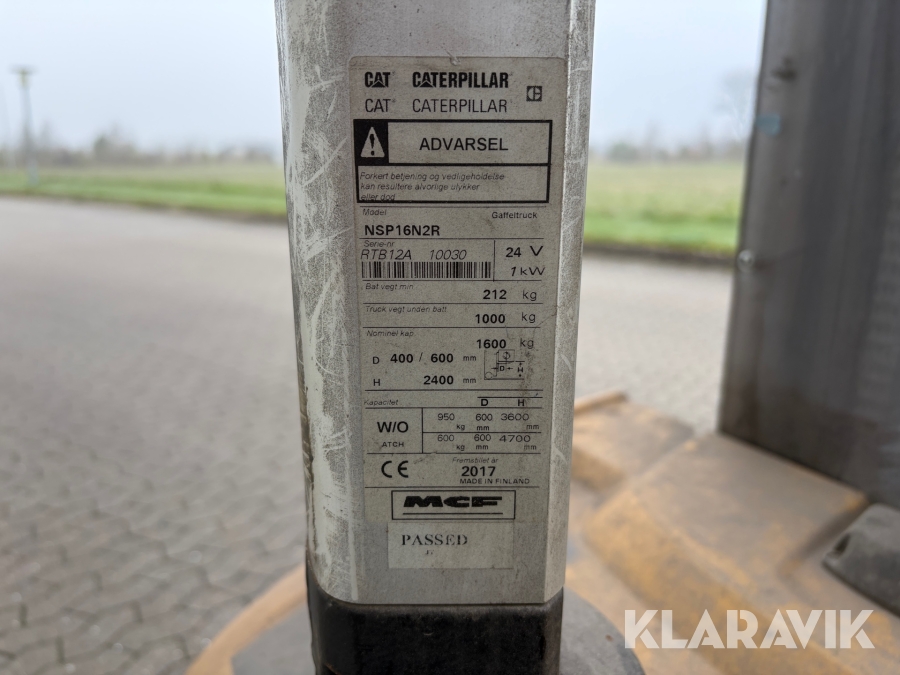 CAT CATERPILLAR
CAT® CATERPILLAR
ADVARSEL
Forkert betjening og vedligeholdelse
kan resultere alvorlige ulykker
eller dod
Model Gaffeltruck
NSP16N2R
Serie-nr
RTB12A 10030 24 V
1 kW
Bat vegt min
212 kg
Truck vegt unden batt
1000 kg
Nominel kap.
1600 kg
D 400 / 600 mm
D H
H 2400 mm
Kapacitet D H
W/O ATCH
950 kg 600 mm 3600 mm
600 kg 600 mm 4700 mm
CE
Fremstillet år
2017
MADE IN FINLAND
MCF
PASSED
KLARAVIK